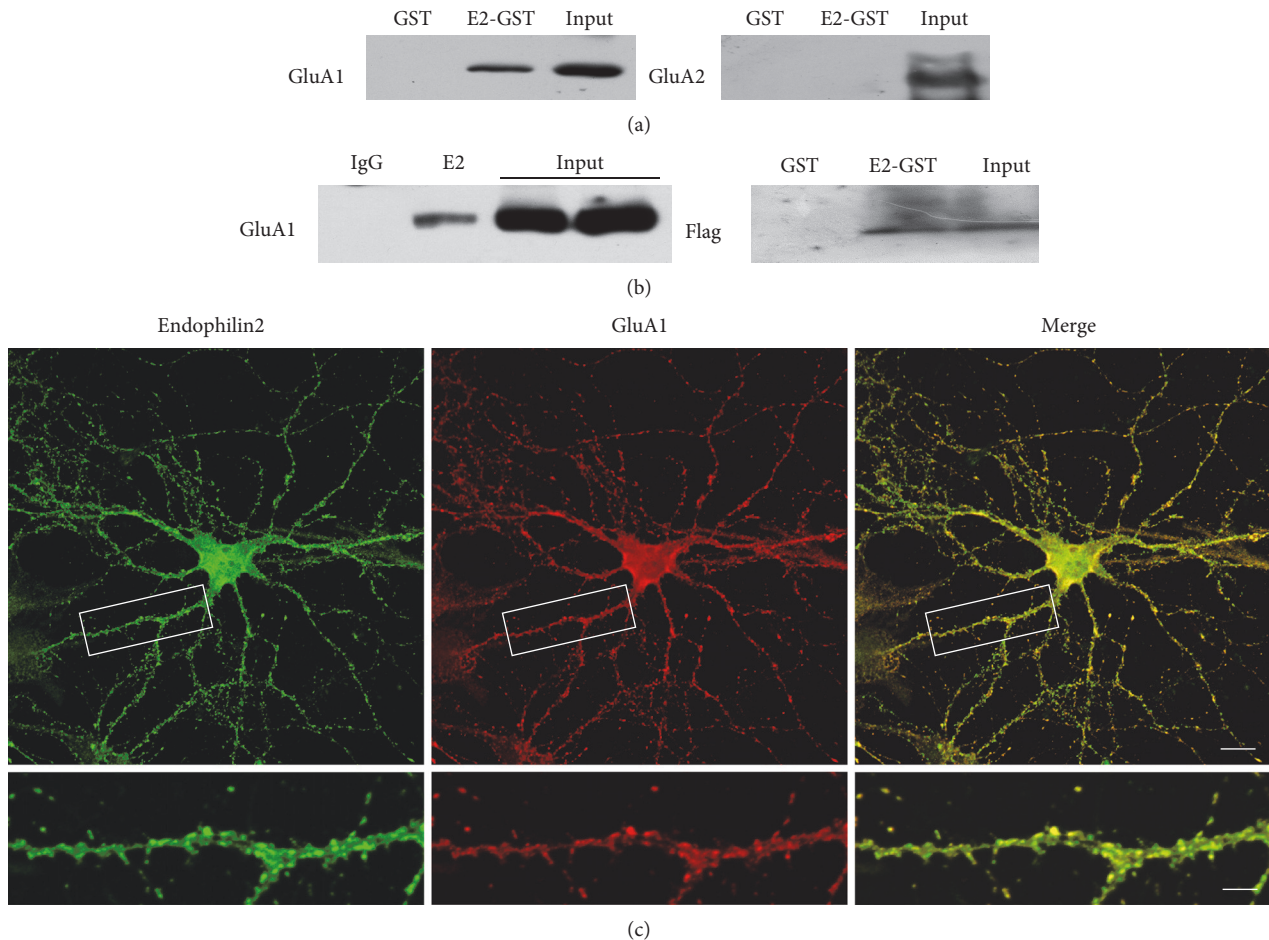 GST E2-GST Input GST E2-GST Input
GluA1 GluA2
(a)
IgG E2 Input GST E2-GST Input
GluA1 Flag
(b)
Endophilin2 GluA1 Merge
(c)